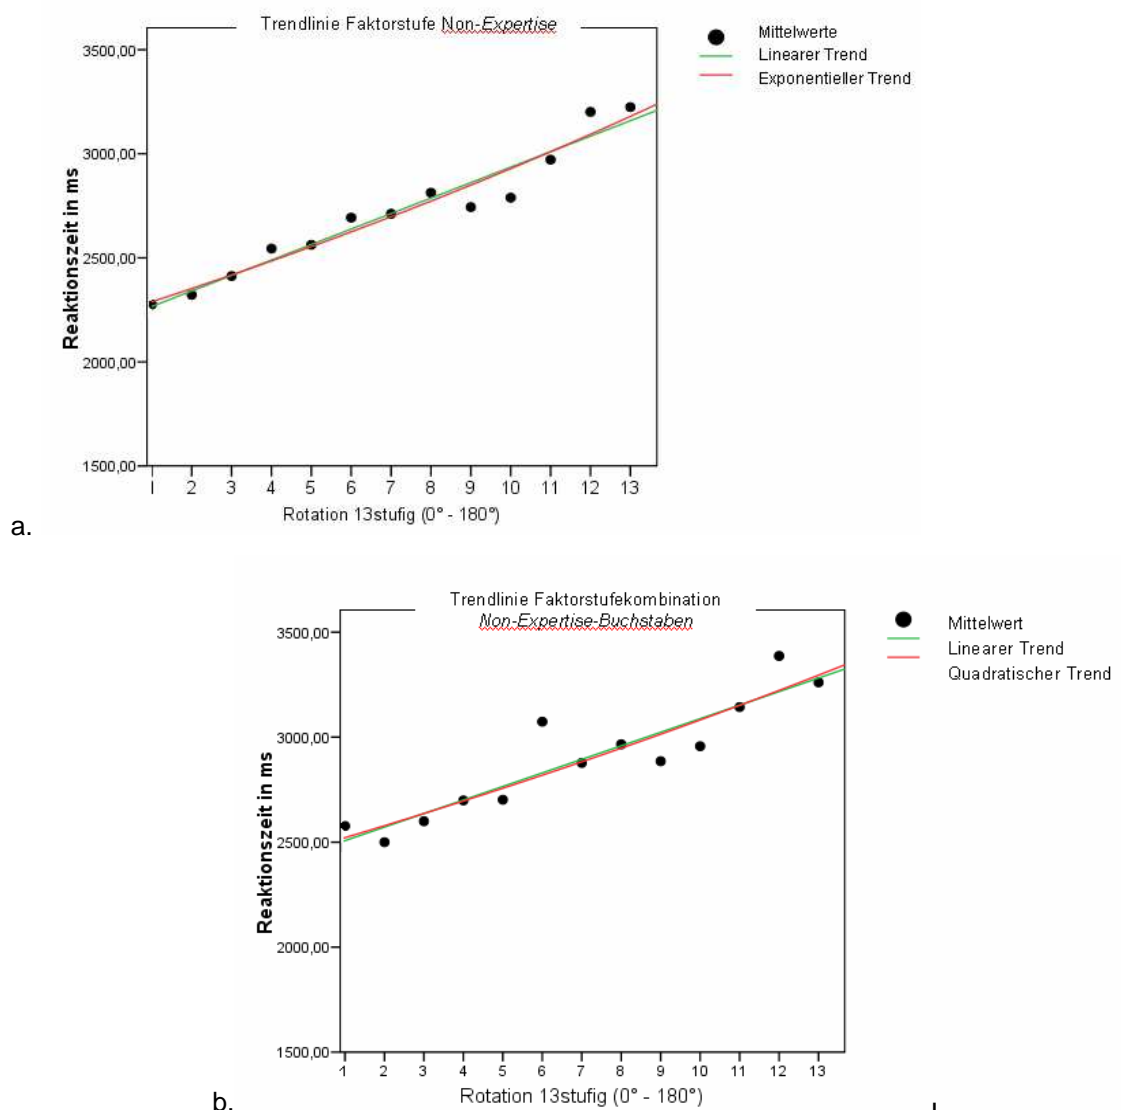 Trendlinie Faktorstufe Non-Expertise
Mittelwerte
Linearer Trend
Exponentieller Trend
Reaktionszeit in ms
3500,00
3000,00
2500,00
2000,00
1500,00
1 2 3 4 5 6 7 8 9 10 11 12 13
Rotation 13stufig (0° - 180°)
a.
Trendlinie Faktorstufekombination
Non-Expertise-Buchstaben
Mittelwert
Linearer Trend
Quadratischer Trend
Reaktionszeit in ms
3500,00
3000,00
2500,00
2000,00
1500,00
1 2 3 4 5 6 7 8 9 10 11 12 13
Rotation 13stufig (0° - 180°)
b.